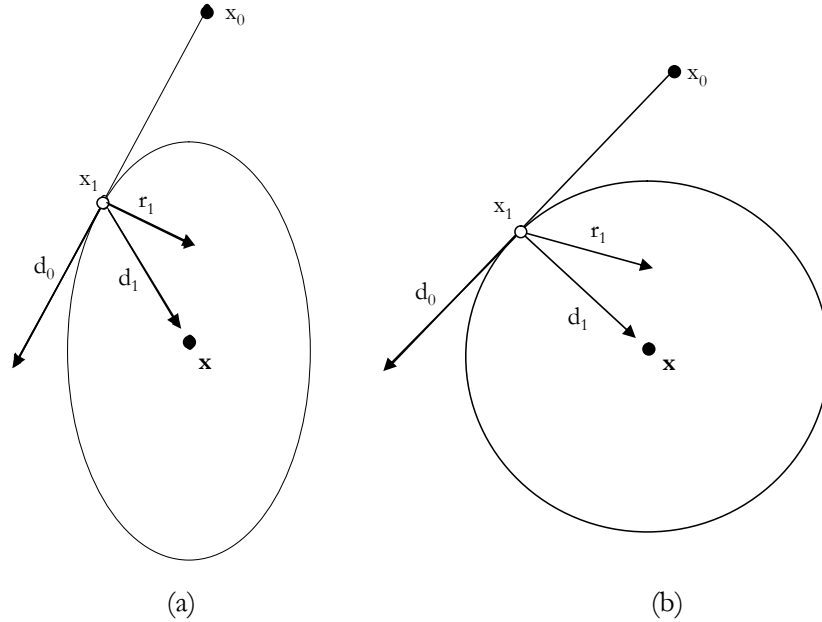 x₀
x₁
r₁
d₀
d₁
x
(a)
x₀
x₁
r₁
d₀
d₁
x
(b)